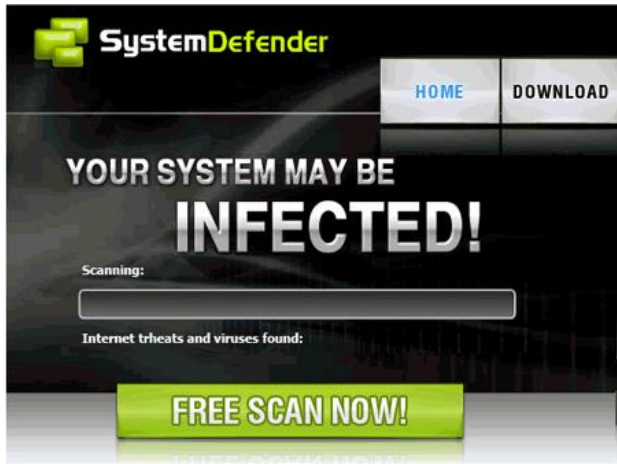 SystemDefender
HOME
DOWNLOAD
YOUR SYSTEM MAY BE
INFECTED!
Scanning:
Internet trheats and viruses found:
FREE SCAN NOW!